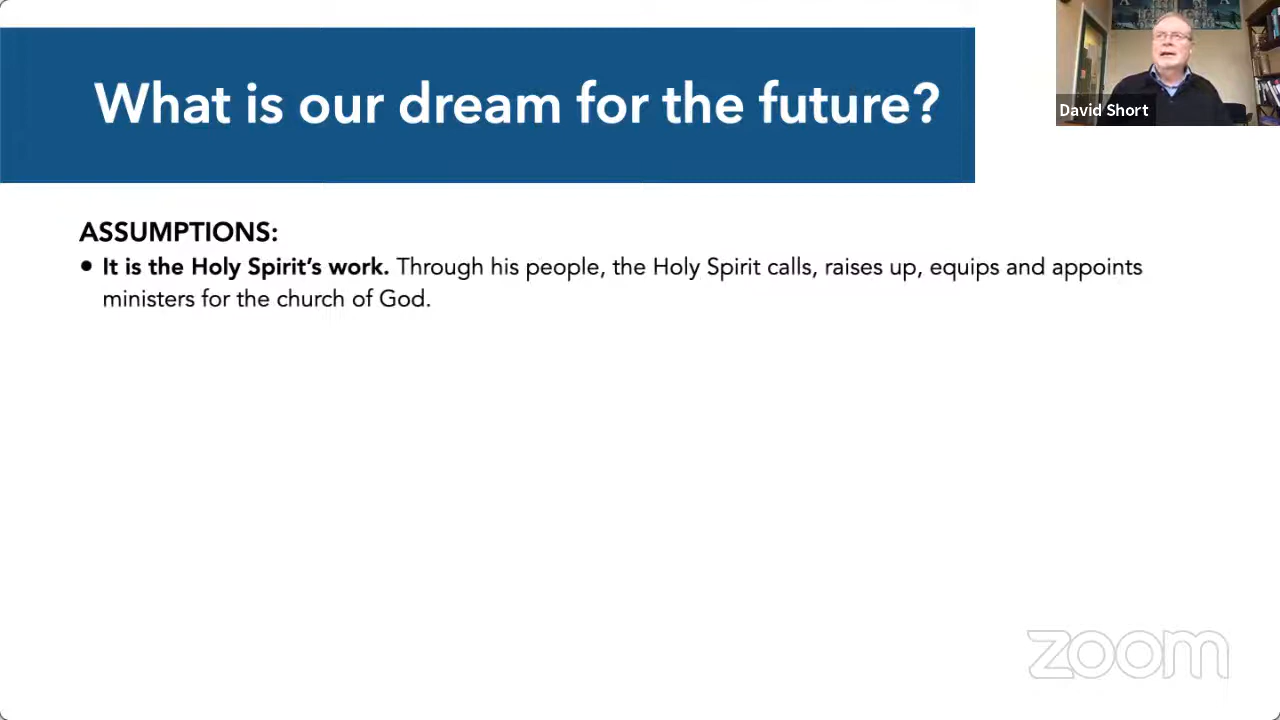 What is our dream for the future?
David Short
ASSUMPTIONS:
• It is the Holy Spirit’s work. Through his people, the Holy Spirit calls, raises up, equips and appoints
ministers for the church of God.
zoom